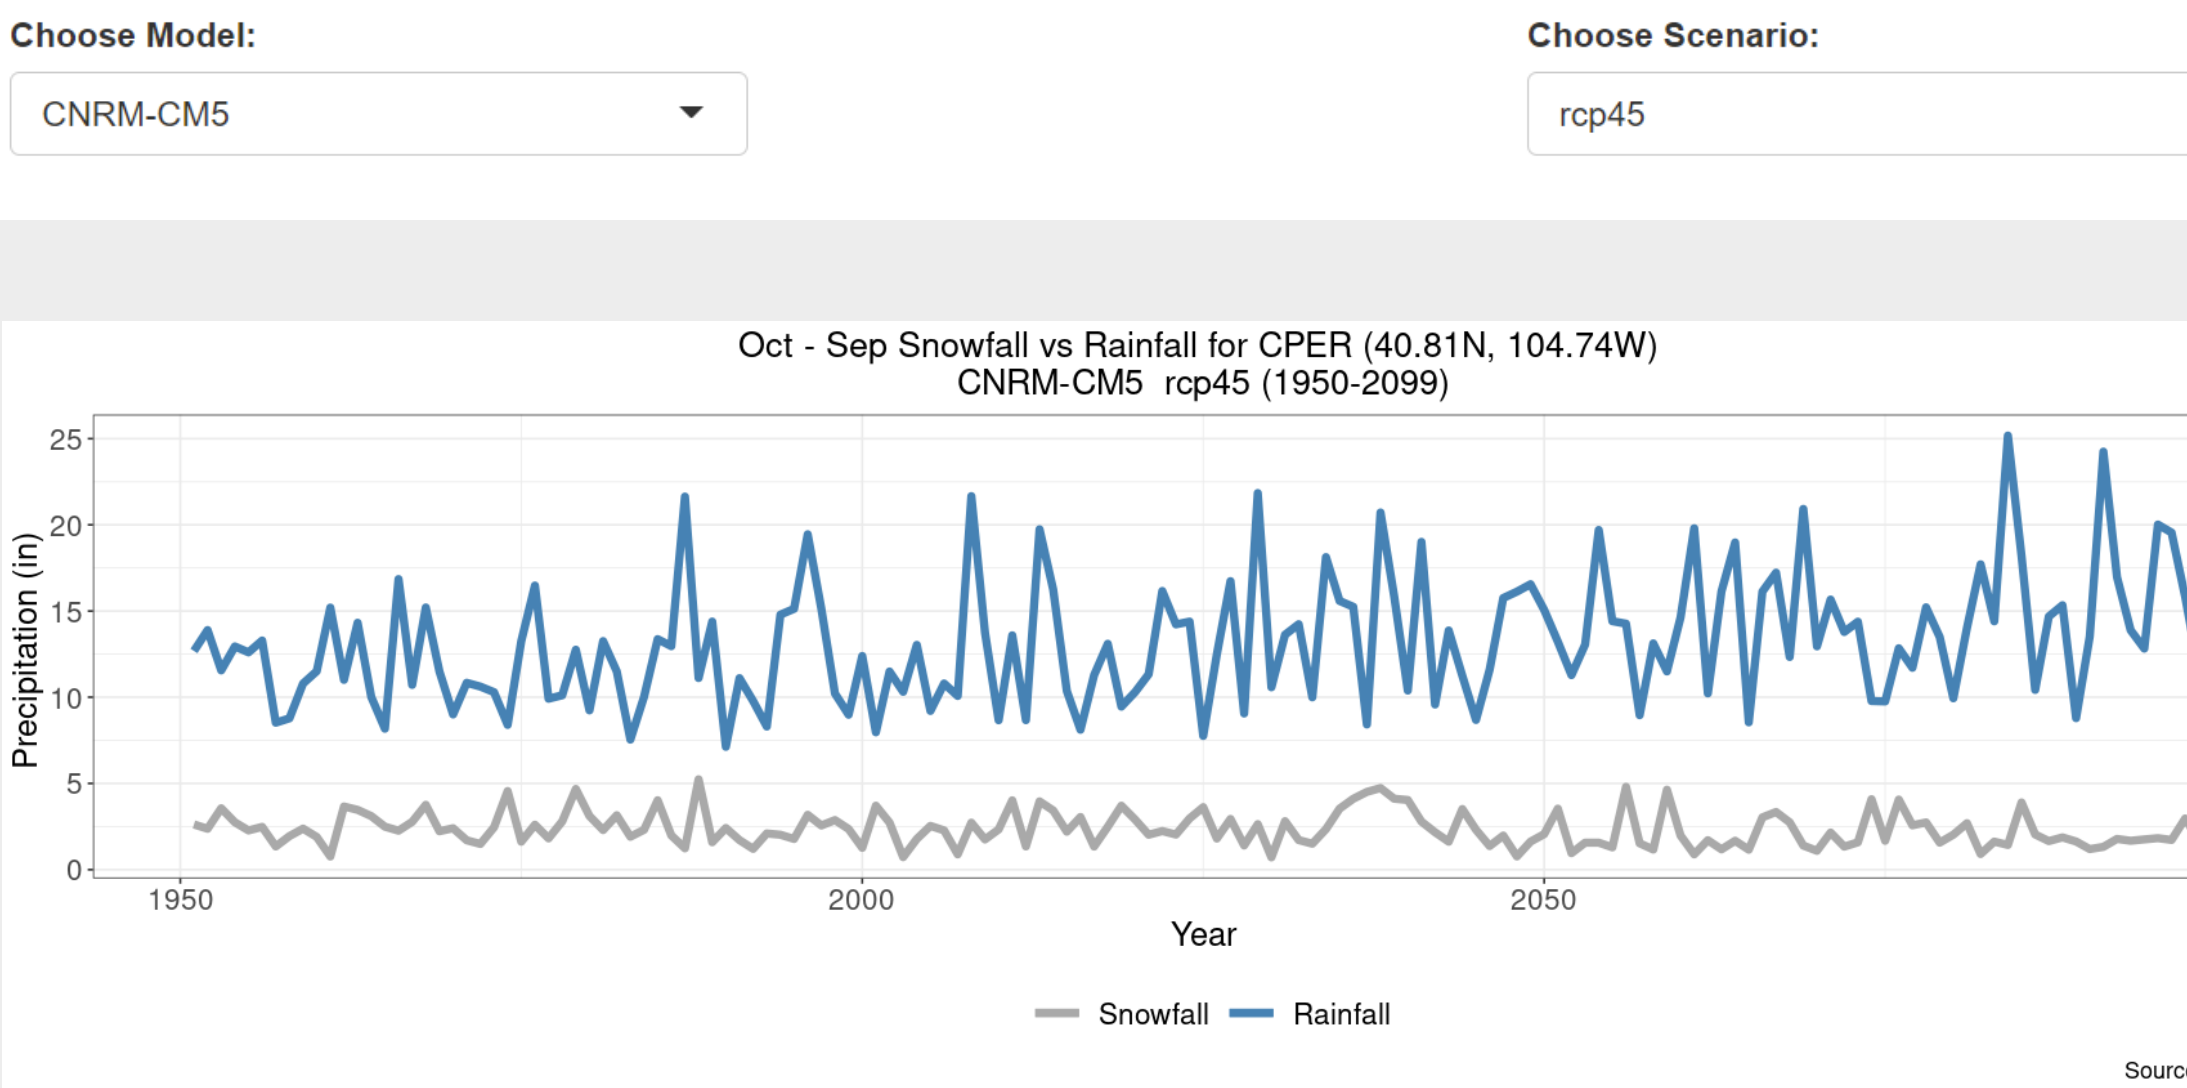 Choose Model:
Choose Scenario:
CNRM-CM5
rcp45
Oct - Sep Snowfall vs Rainfall for CPER (40.81N, 104.74W)
CNRM-CM5 rcp45 (1950-2099)
Precipitation (in)
25
20
15
10
5
0
1950
2000
2050
Year
Snowfall
Rainfall